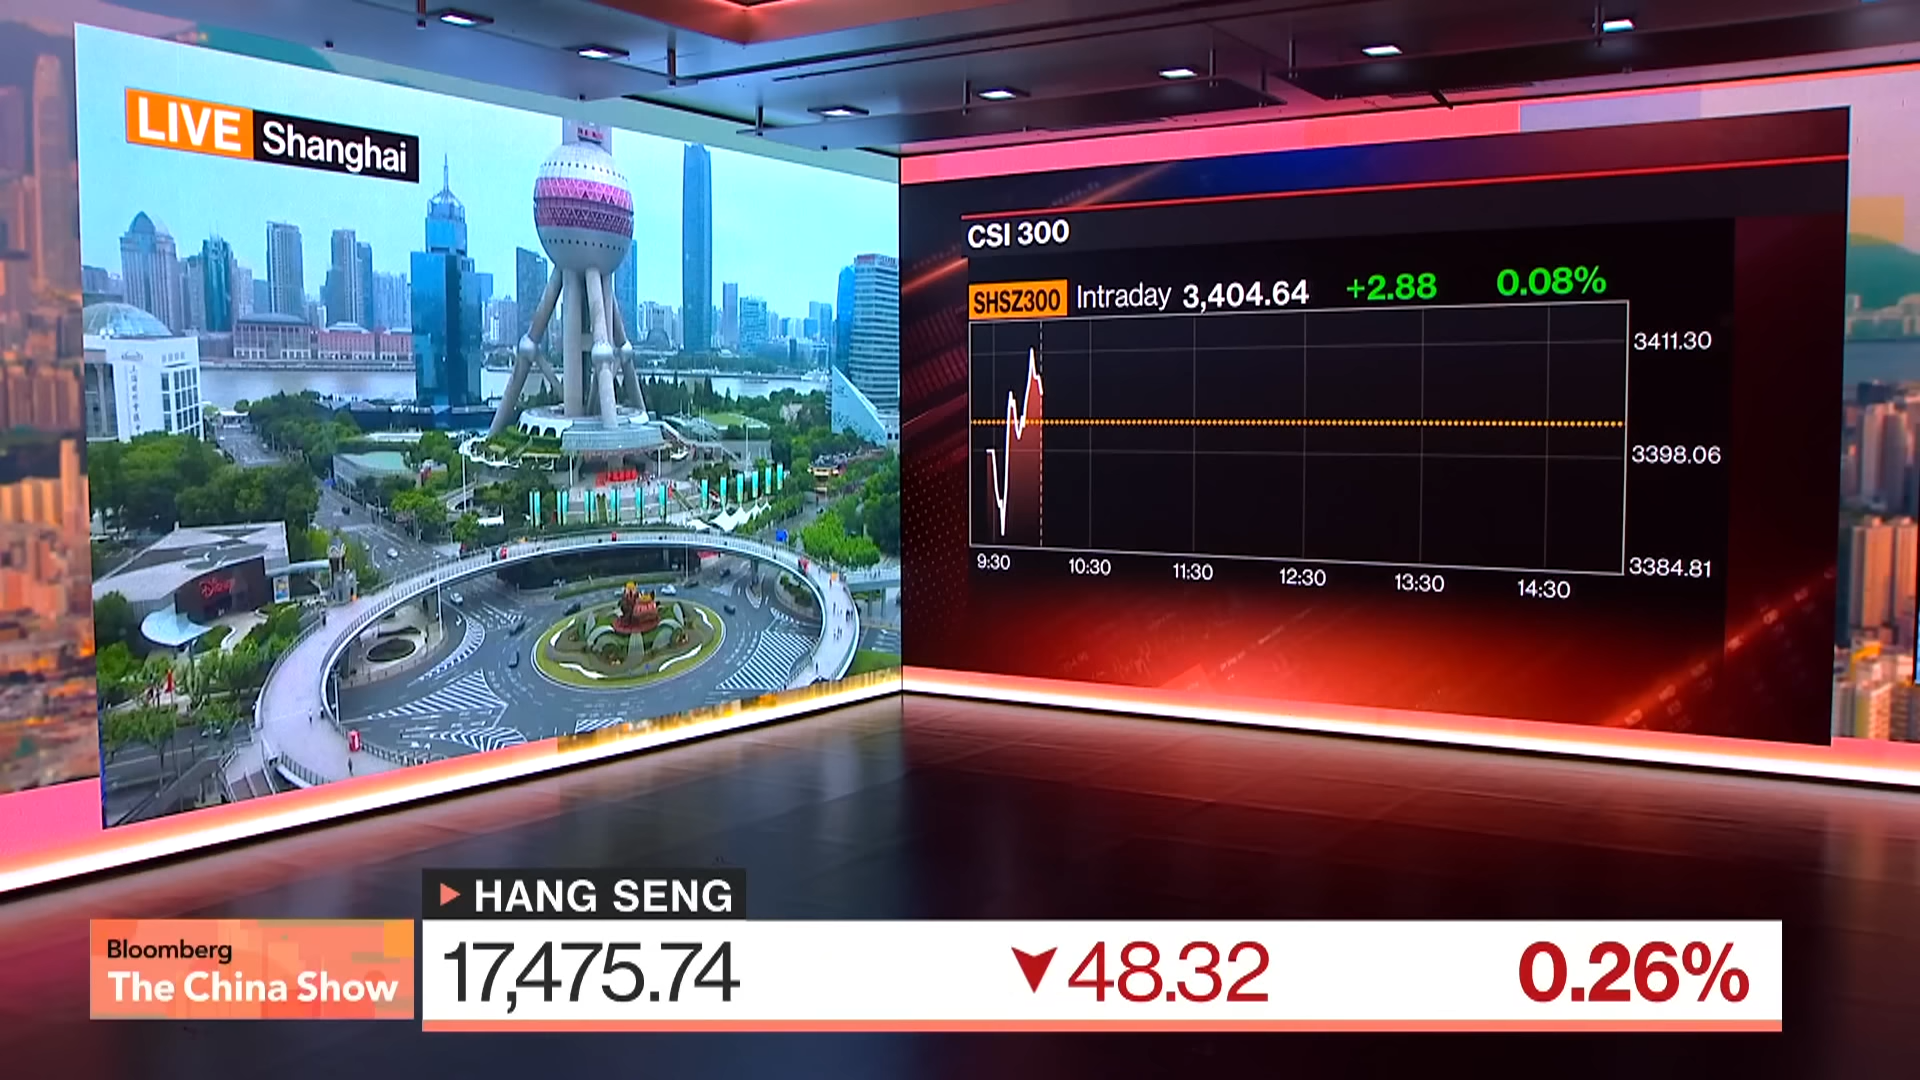 LIVE Shanghai
CSI 300
SHSZ300 Intraday 3,404.64 +2.88 0.08%
3411.30
3398.06
3384.81
9:30 10:30 11:30 12:30 13:30 14:30
Disney
HANG SENG
Bloomberg
The China Show
17,475.74 48.32 0.26%